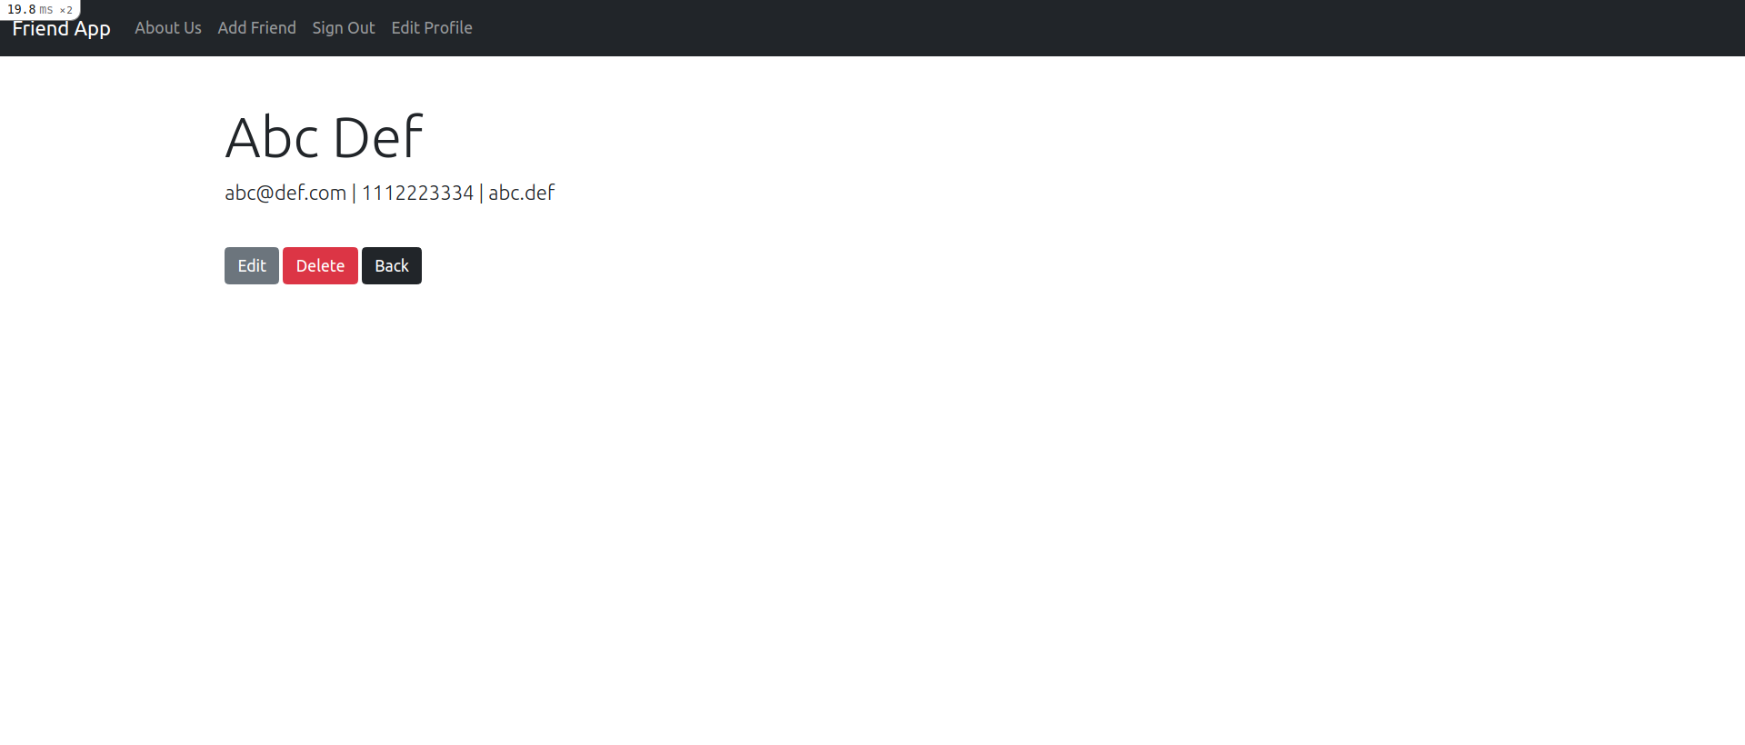 19.8 ms ×2
Friend App About Us Add Friend Sign Out Edit Profile
Abc Def
abc@def.com | 1112223334 | abc.def
Edit Delete Back